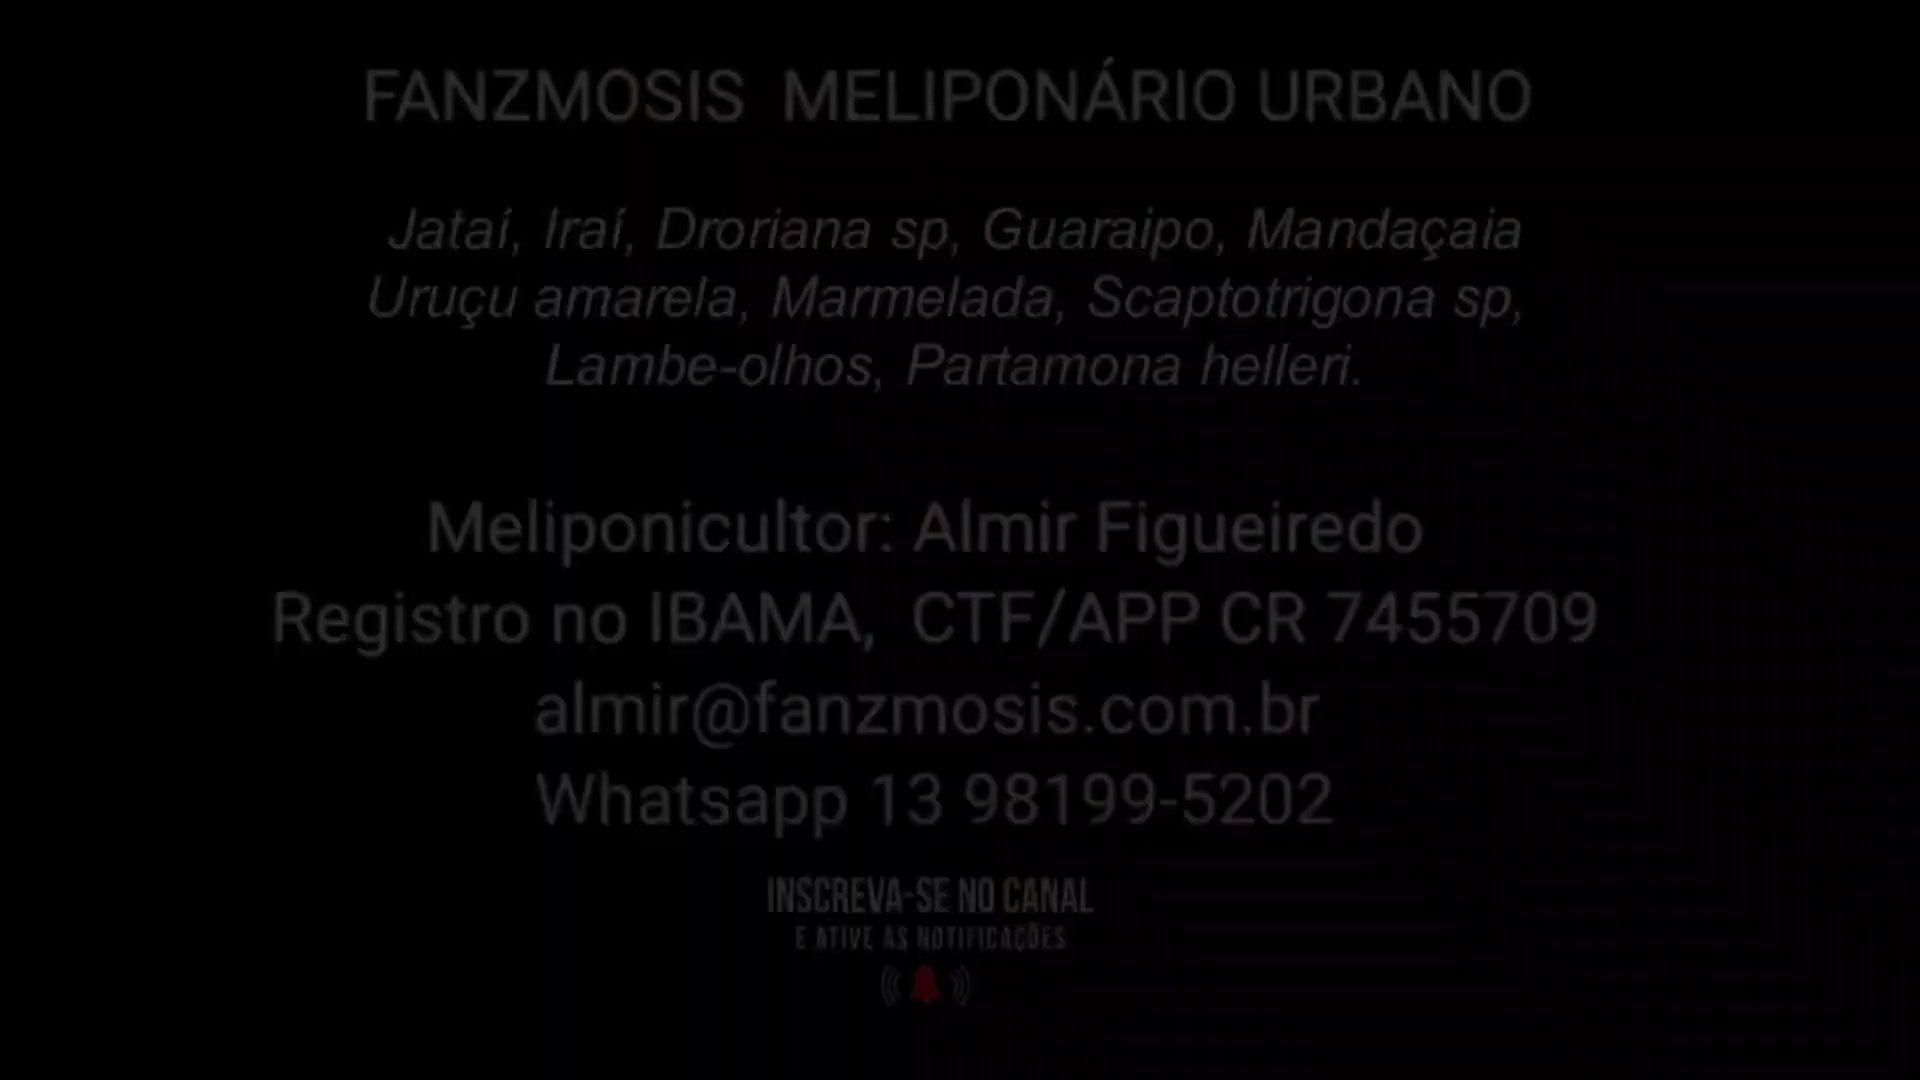 FANZMOSIS  MELIPONÁRIO URBANO
Jataí, Iraí, Droriana sp, Guaraipo, Mandaçaia
Uruçu amarela, Marmelada, Scaptotrigona sp,
Lambe-olhos, Partamona helleri.
Meliponicultor: Almir Figueiredo
Registro no IBAMA,  CTF/APP CR 7455709
almir@fanzmosis.com.br
Whatsapp 13 98199-5202
INSCREVA-SE NO CANAL
E ATIVE AS NOTIFICAÇÕES